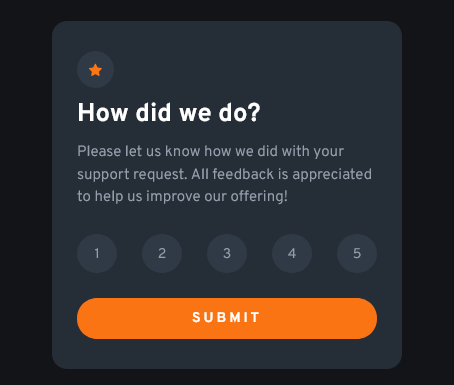 How did we do?
Please let us know how we did with your
support request. All feedback is appreciated
to help us improve our offering!
1 2 3 4 5
SUBMIT